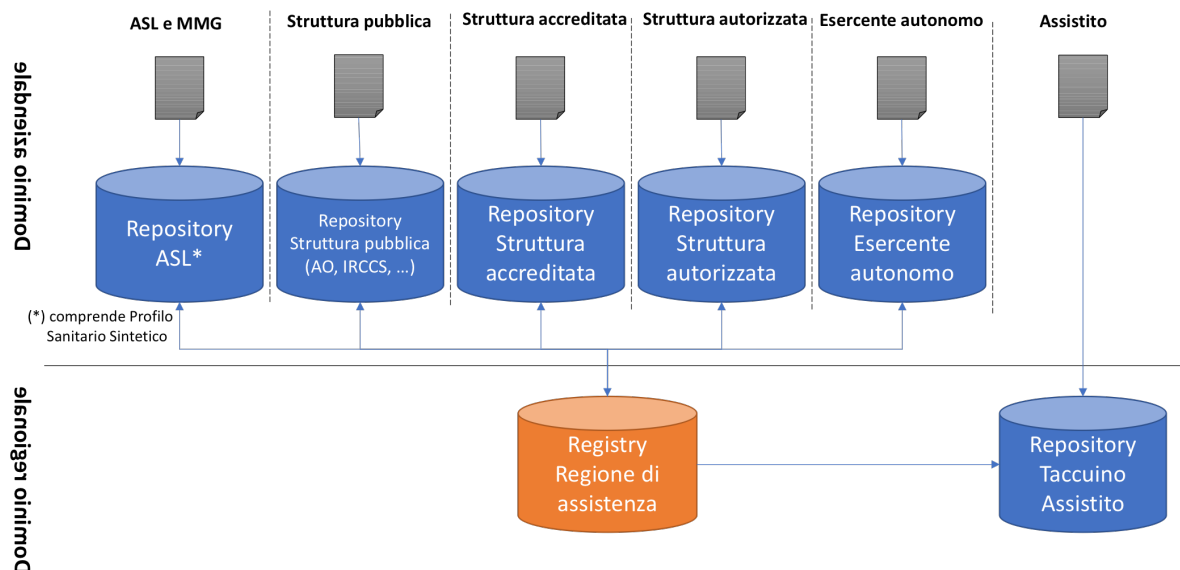 ASL e MMG
Struttura pubblica
Struttura accreditata
Struttura autorizzata
Esercente autonomo
Assistito
Dominio aziendale
Repository
ASL*
Repository
Struttura pubblica
(AO, IRCCS, ...)
Repository
Struttura
accreditata
Repository
Struttura
autorizzata
Repository
Esercente
autonomo
(*) comprende Profilo
Sanitario Sintetico
Dominio regionale
Registry
Regione di
assistenza
Repository
Taccuino
Assistito